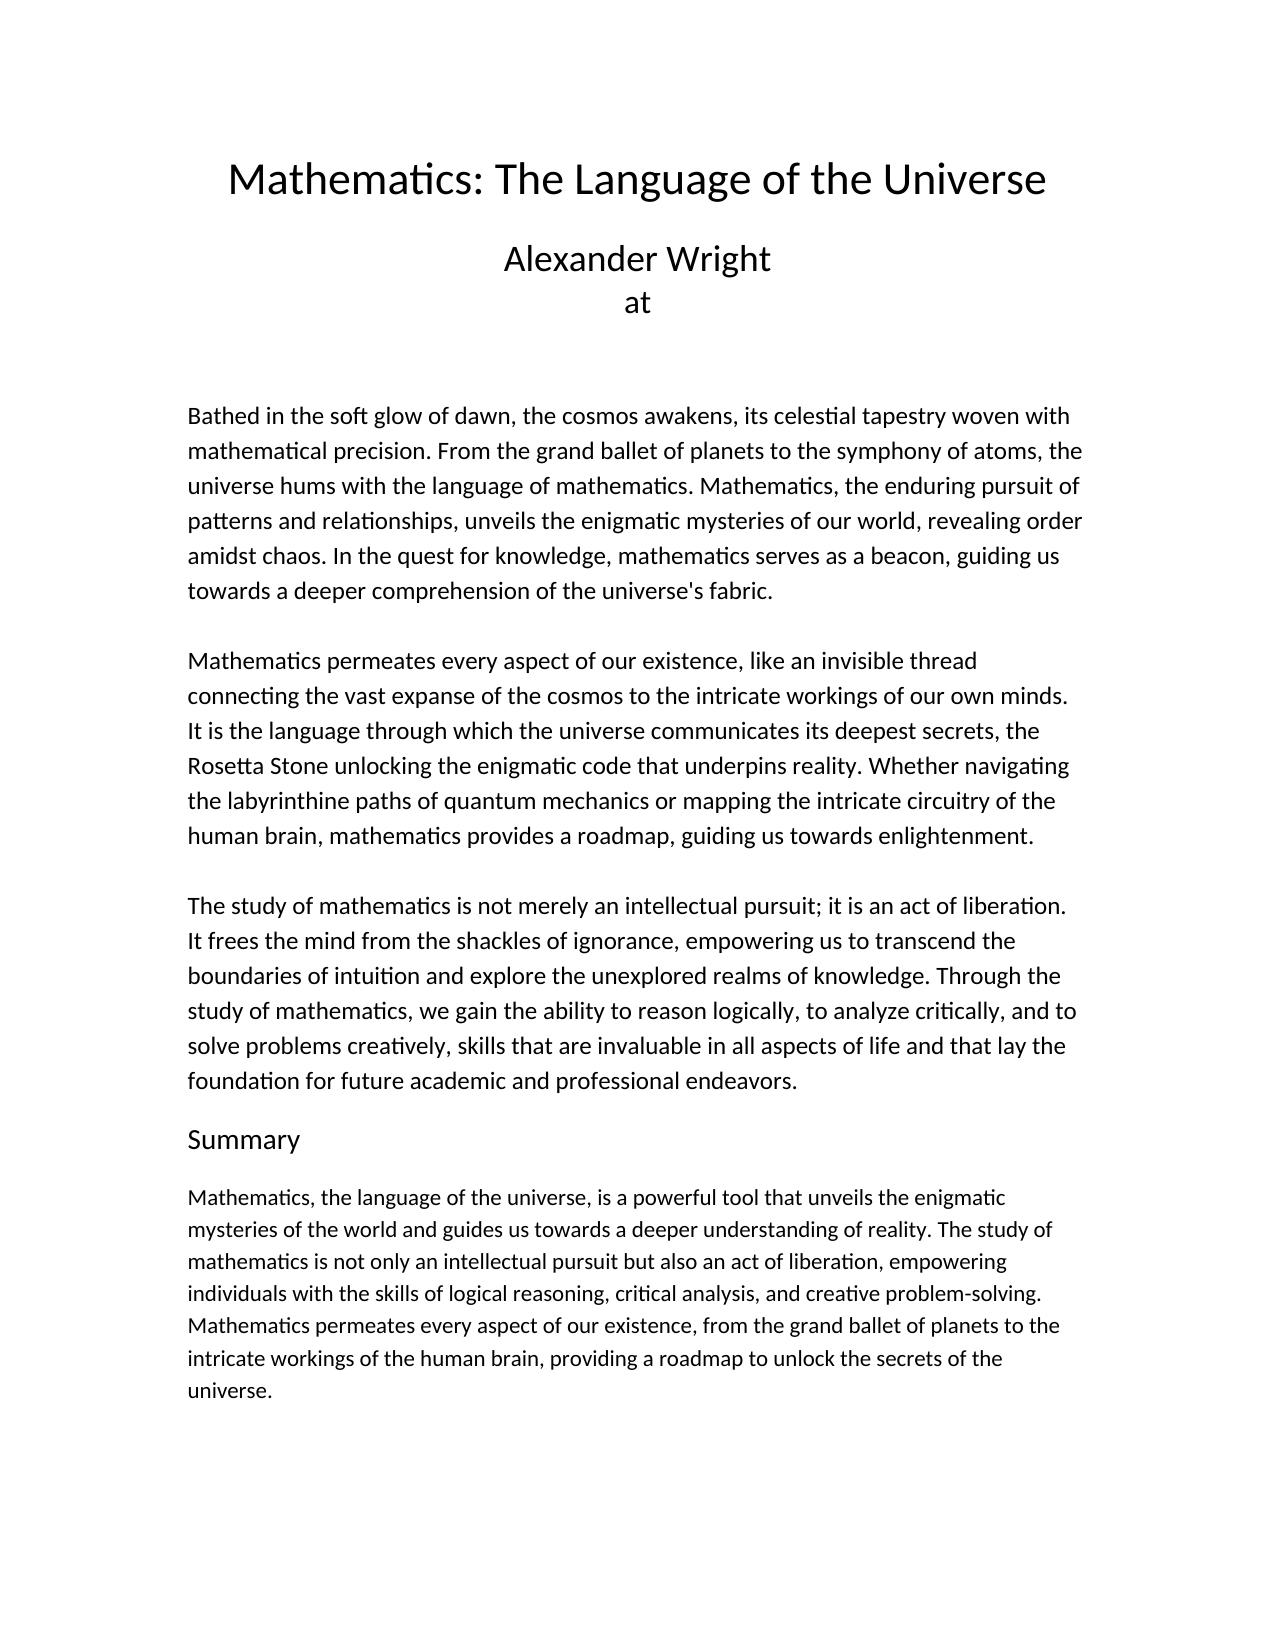 Mathematics: The Language of the Universe
Alexander Wright
at
Bathed in the soft glow of dawn, the cosmos awakens, its celestial tapestry woven with
mathematical precision. From the grand ballet of planets to the symphony of atoms, the
universe hums with the language of mathematics. Mathematics, the enduring pursuit of
patterns and relationships, unveils the enigmatic mysteries of our world, revealing order
amidst chaos. In the quest for knowledge, mathematics serves as a beacon, guiding us
towards a deeper comprehension of the universe's fabric.
Mathematics permeates every aspect of our existence, like an invisible thread
connecting the vast expanse of the cosmos to the intricate workings of our own minds.
It is the language through which the universe communicates its deepest secrets, the
Rosetta Stone unlocking the enigmatic code that underpins reality. Whether navigating
the labyrinthine paths of quantum mechanics or mapping the intricate circuitry of the
human brain, mathematics provides a roadmap, guiding us towards enlightenment.
The study of mathematics is not merely an intellectual pursuit; it is an act of liberation.
It frees the mind from the shackles of ignorance, empowering us to transcend the
boundaries of intuition and explore the unexplored realms of knowledge. Through the
study of mathematics, we gain the ability to reason logically, to analyze critically, and to
solve problems creatively, skills that are invaluable in all aspects of life and that lay the
foundation for future academic and professional endeavors.
Summary
Mathematics, the language of the universe, is a powerful tool that unveils the enigmatic
mysteries of the world and guides us towards a deeper understanding of reality. The study of
mathematics is not only an intellectual pursuit but also an act of liberation, empowering
individuals with the skills of logical reasoning, critical analysis, and creative problem-solving.
Mathematics permeates every aspect of our existence, from the grand ballet of planets to the
intricate workings of the human brain, providing a roadmap to unlock the secrets of the
universe.